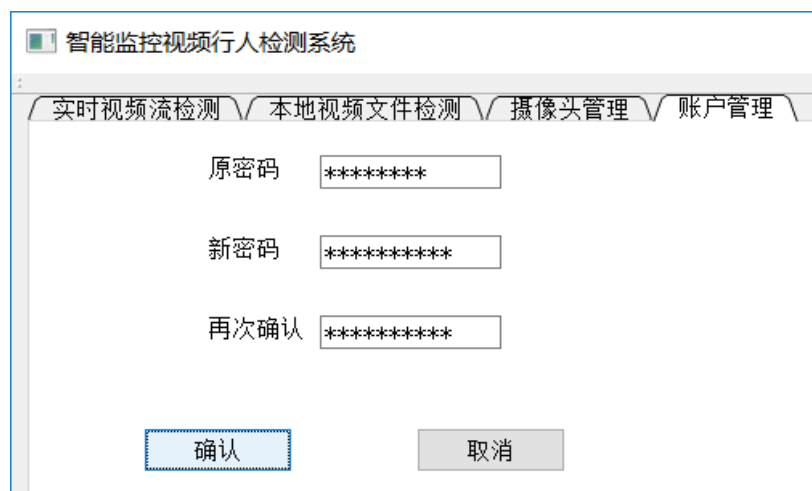 智能监控视频行人检测系统
实时视频流检测 本地视频文件检测 摄像头管理 账户管理
原密码 ********
新密码 **********
再次确认 **********
确认 取消